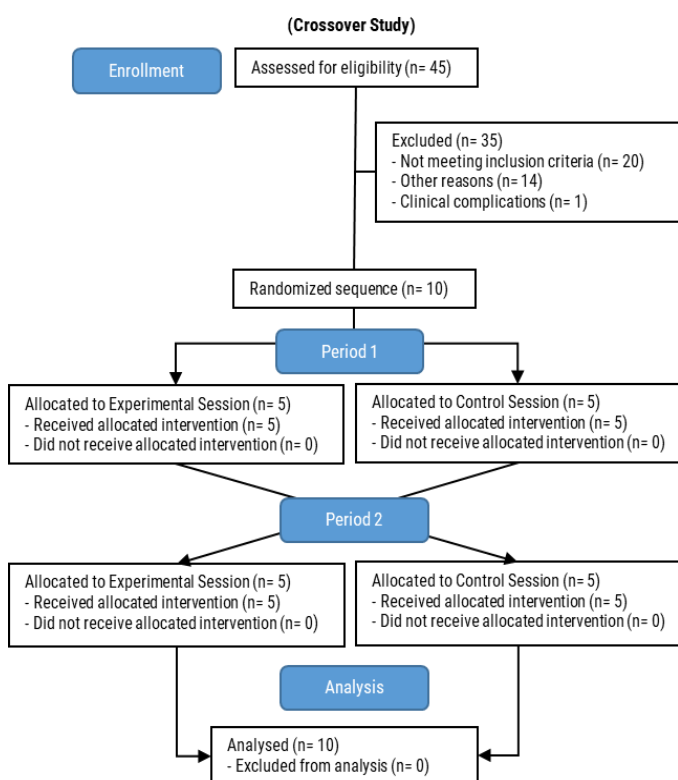 (Crossover Study)
Enrollment
Assessed for eligibility (n= 45)
Excluded (n= 35)
- Not meeting inclusion criteria (n= 20)
- Other reasons (n= 14)
- Clinical complications (n= 1)
Randomized sequence (n= 10)
Period 1
Allocated to Experimental Session (n= 5)
- Received allocated intervention (n= 5)
- Did not receive allocated intervention (n= 0)
Allocated to Control Session (n= 5)
- Received allocated intervention (n= 5)
- Did not receive allocated intervention (n= 0)
Period 2
Allocated to Experimental Session (n= 5)
- Received allocated intervention (n= 5)
- Did not receive allocated intervention (n= 0)
Allocated to Control Session (n= 5)
- Received allocated intervention (n= 5)
- Did not receive allocated intervention (n= 0)
Analysis
Analysed (n= 10)
- Excluded from analysis (n= 0)